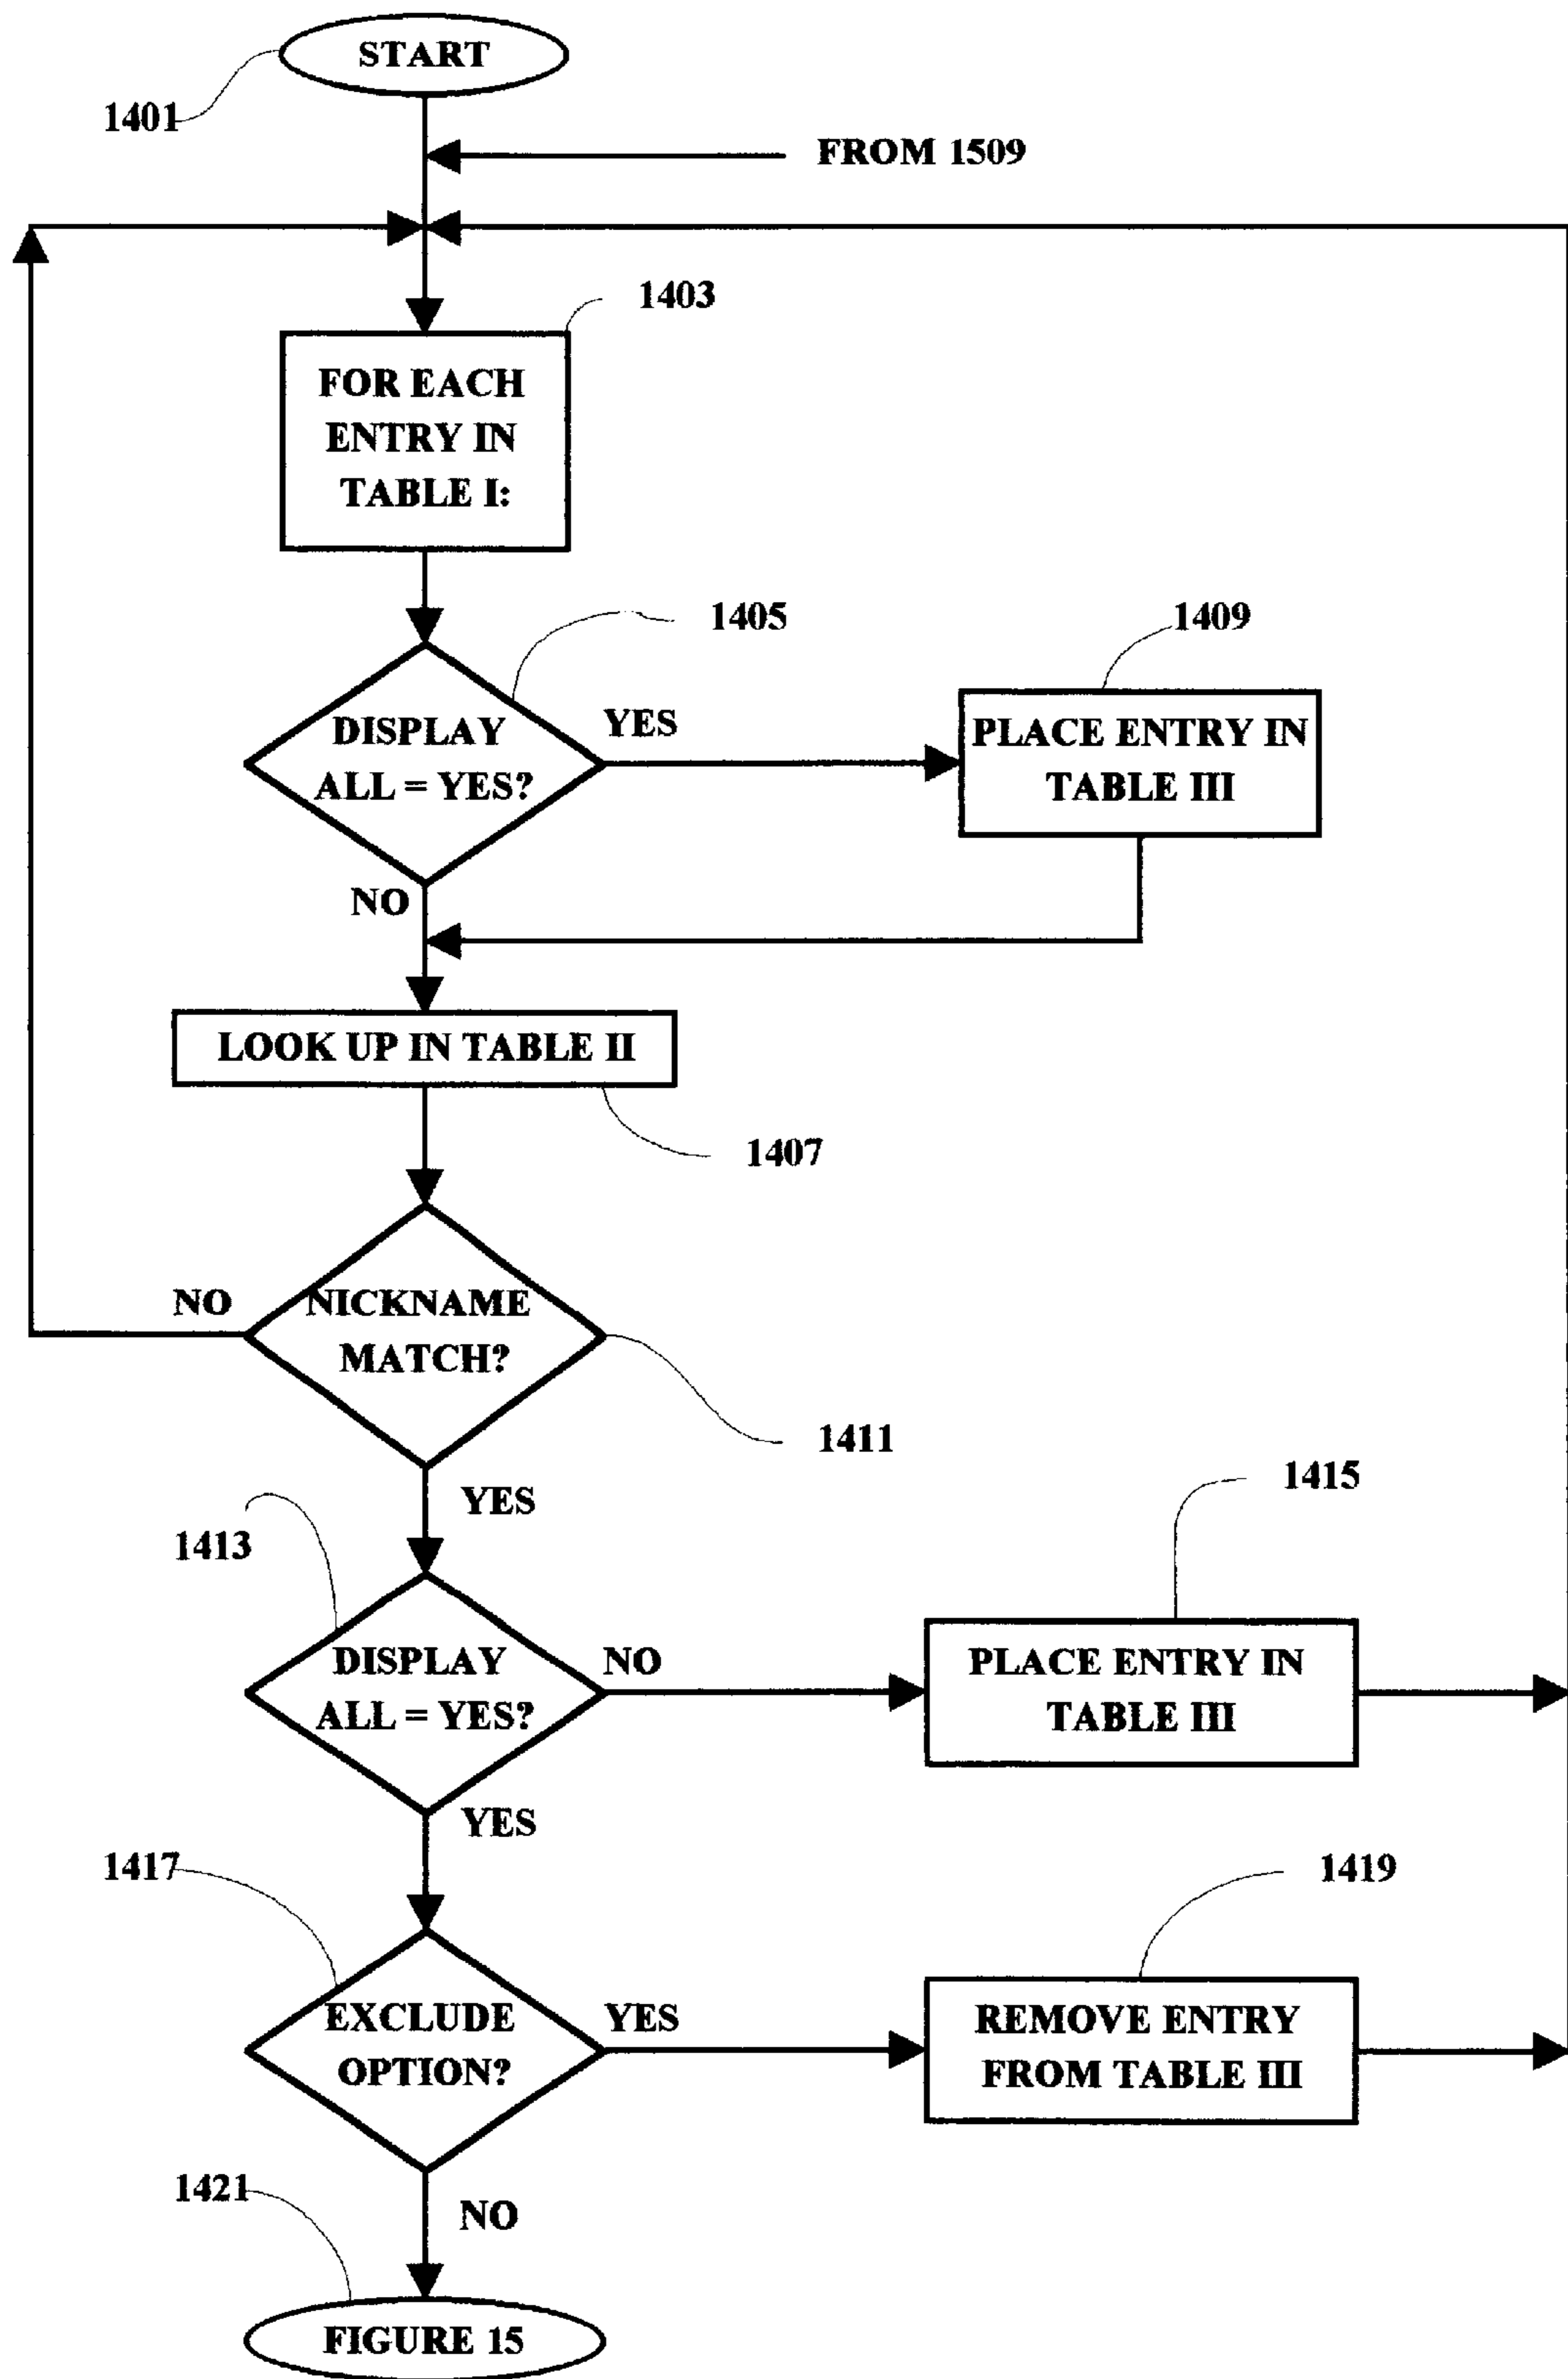 START
1401
FROM 1509
1403
FOR EACH
ENTRY IN
TABLE I:
1405
1409
DISPLAY
ALL = YES?
YES
PLACE ENTRY IN
TABLE III
NO
LOOK UP IN TABLE II
1407
NO
NICKNAME
MATCH?
1411
YES
1415
1413
DISPLAY
ALL = YES?
NO
PLACE ENTRY IN
TABLE III
YES
1417
1419
EXCLUDE
OPTION?
YES
REMOVE ENTRY
FROM TABLE III
1421
NO
FIGURE 15